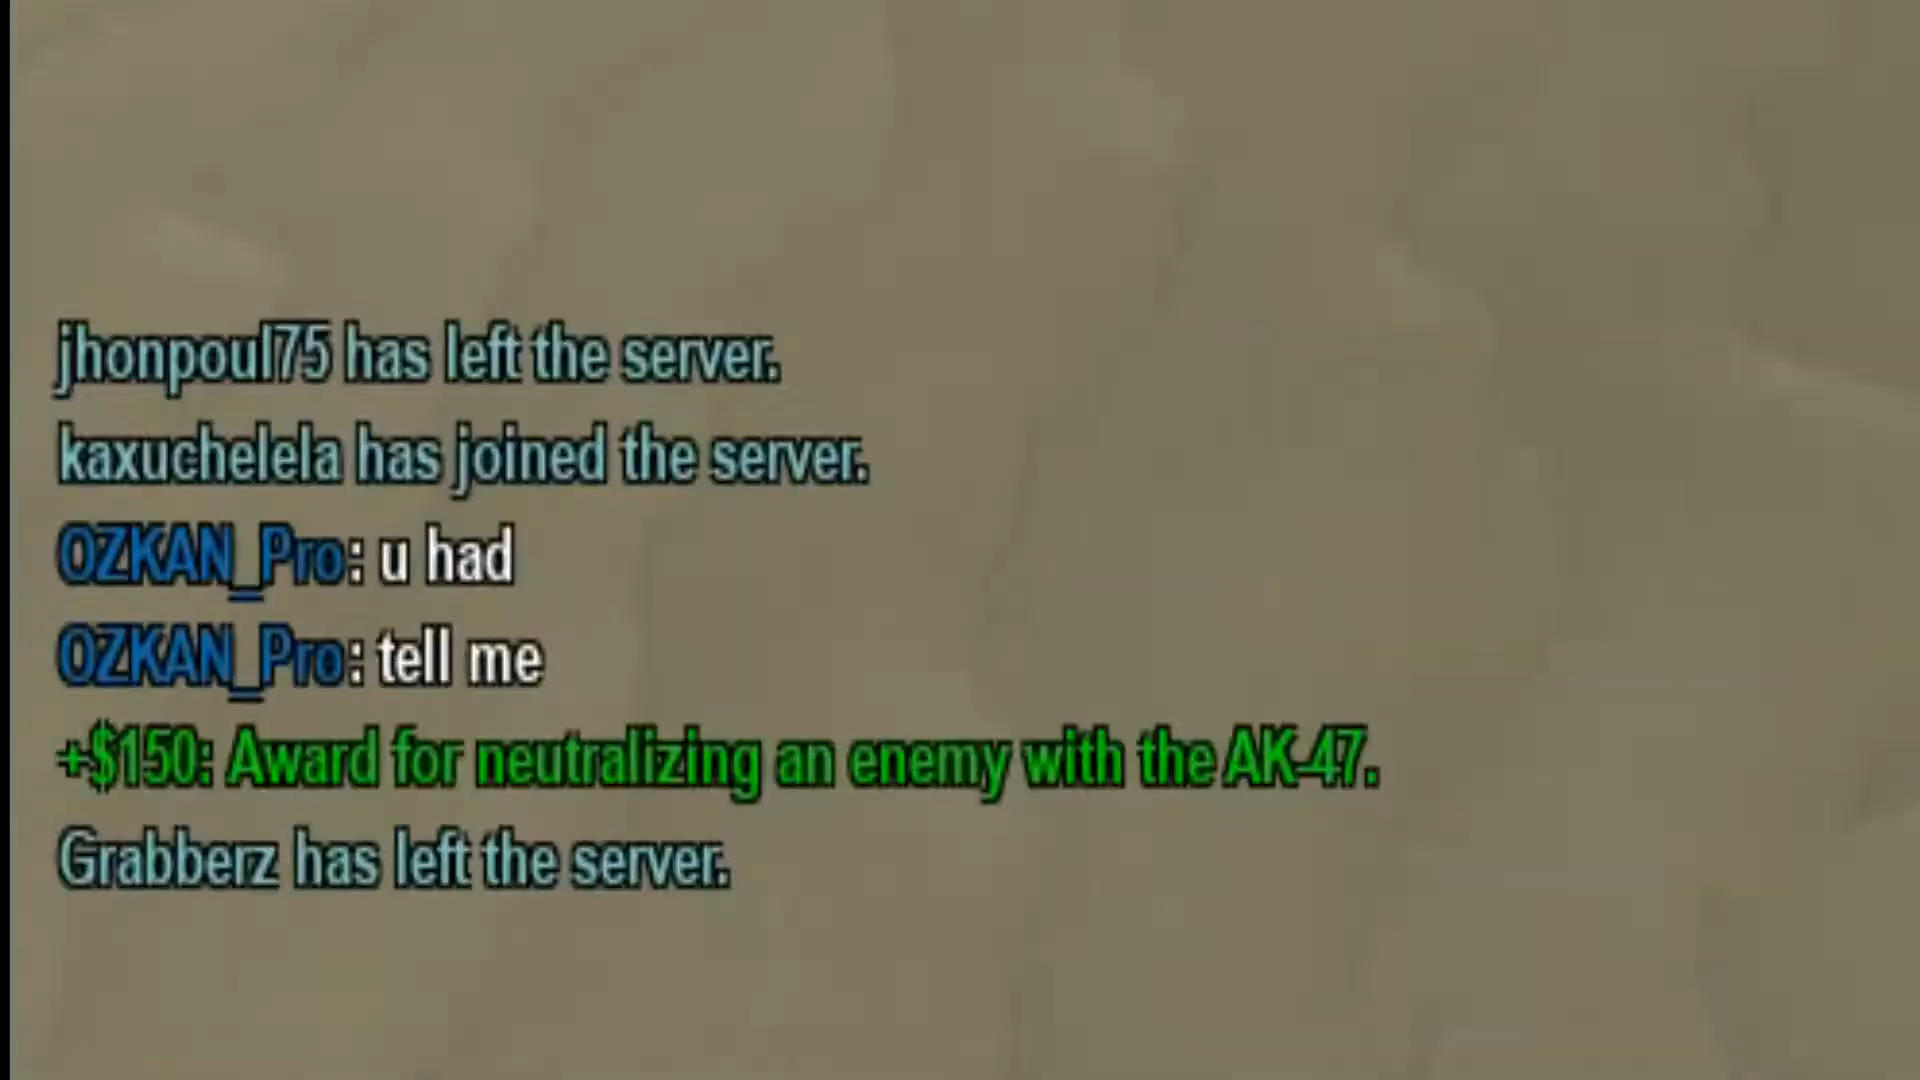 jhonpoul75 has left the server.
kaxuchelela has joined the server.
OZKAN_Pro: u had
OZKAN_Pro: tell me
+$150: Award for neutralizing an enemy with the AK-47.
Grabberz has left the server.